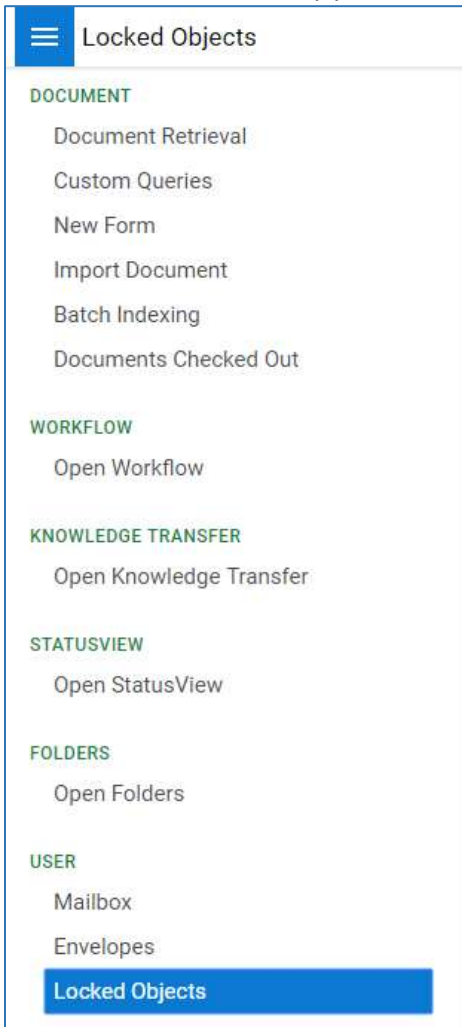 Locked Objects
DOCUMENT
Document Retrieval
Custom Queries
New Form
Import Document
Batch Indexing
Documents Checked Out
WORKFLOW
Open Workflow
KNOWLEDGE TRANSFER
Open Knowledge Transfer
STATUSVIEW
Open StatusView
FOLDERS
Open Folders
USER
Mailbox
Envelopes
Locked Objects